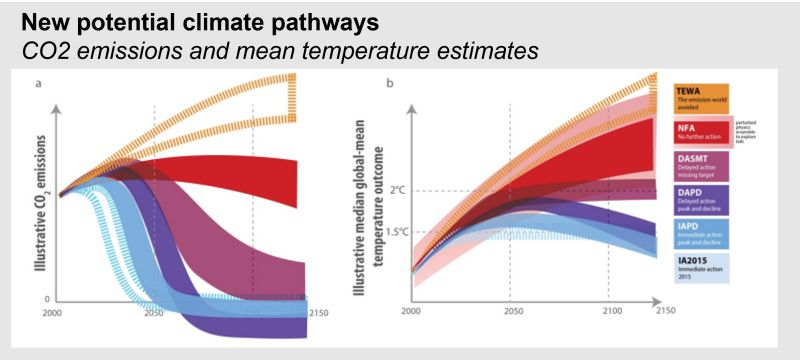 New potential climate pathways
CO2 emissions and mean temperature estimates
a
Illustrative CO2 emissions
0
2000
2050
2150
b
Illustrative median global-mean
temperature outcome
2°C
1.5°C
2000
2050
2100
2150
TEWA
The emission world
avoided
NFA
No further action
perturbed
physics
ensemble
to explore
tails
DASMT
Delayed action
missing target
DAPD
Delayed action
peak and decline
IAPD
Immediate action
peak and decline
IA2015
Immediate action
2015